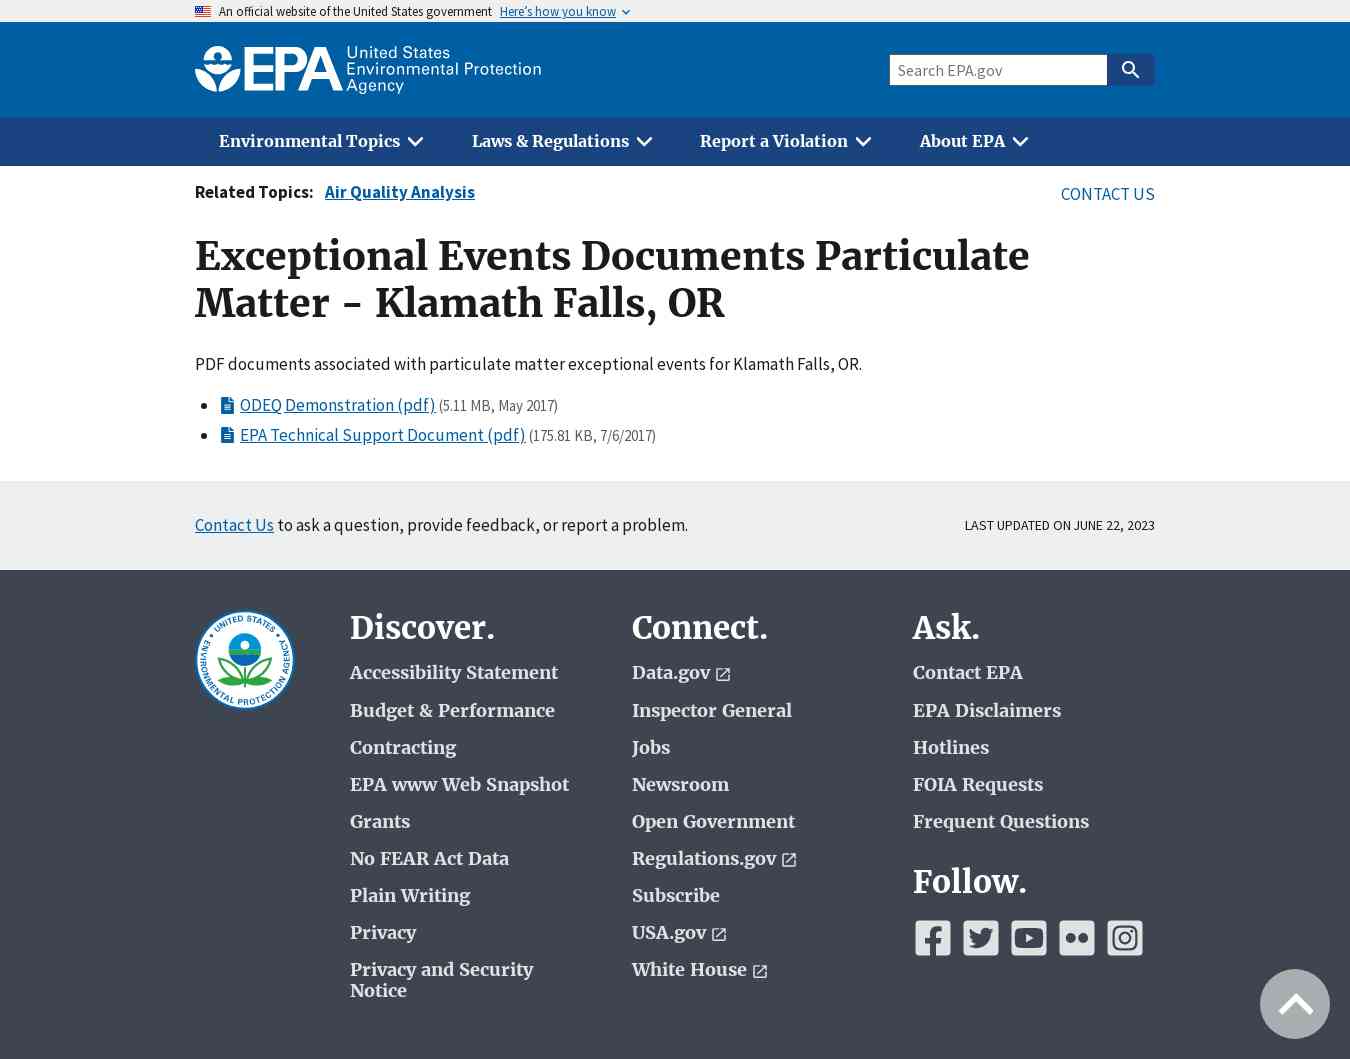 An official website of the United States government Here’s how you know
EPA United States
Environmental Protection
Agency
Search EPA.gov
Environmental Topics Laws & Regulations Report a Violation About EPA
Related Topics: Air Quality Analysis CONTACT US
Exceptional Events Documents Particulate
Matter - Klamath Falls, OR
PDF documents associated with particulate matter exceptional events for Klamath Falls, OR.
ODEQ Demonstration (pdf) (5.11 MB, May 2017)
EPA Technical Support Document (pdf) (175.81 KB, 7/6/2017)
Contact Us to ask a question, provide feedback, or report a problem. LAST UPDATED ON JUNE 22, 2023
UNITED STATES
ENVIRONMENTAL PROTECTION AGENCY
Discover.
Accessibility Statement
Budget & Performance
Contracting
EPA www Web Snapshot
Grants
No FEAR Act Data
Plain Writing
Privacy
Privacy and Security
Notice
Connect.
Data.gov
Inspector General
Jobs
Newsroom
Open Government
Regulations.gov
Subscribe
USA.gov
White House
Ask.
Contact EPA
EPA Disclaimers
Hotlines
FOIA Requests
Frequent Questions
Follow.